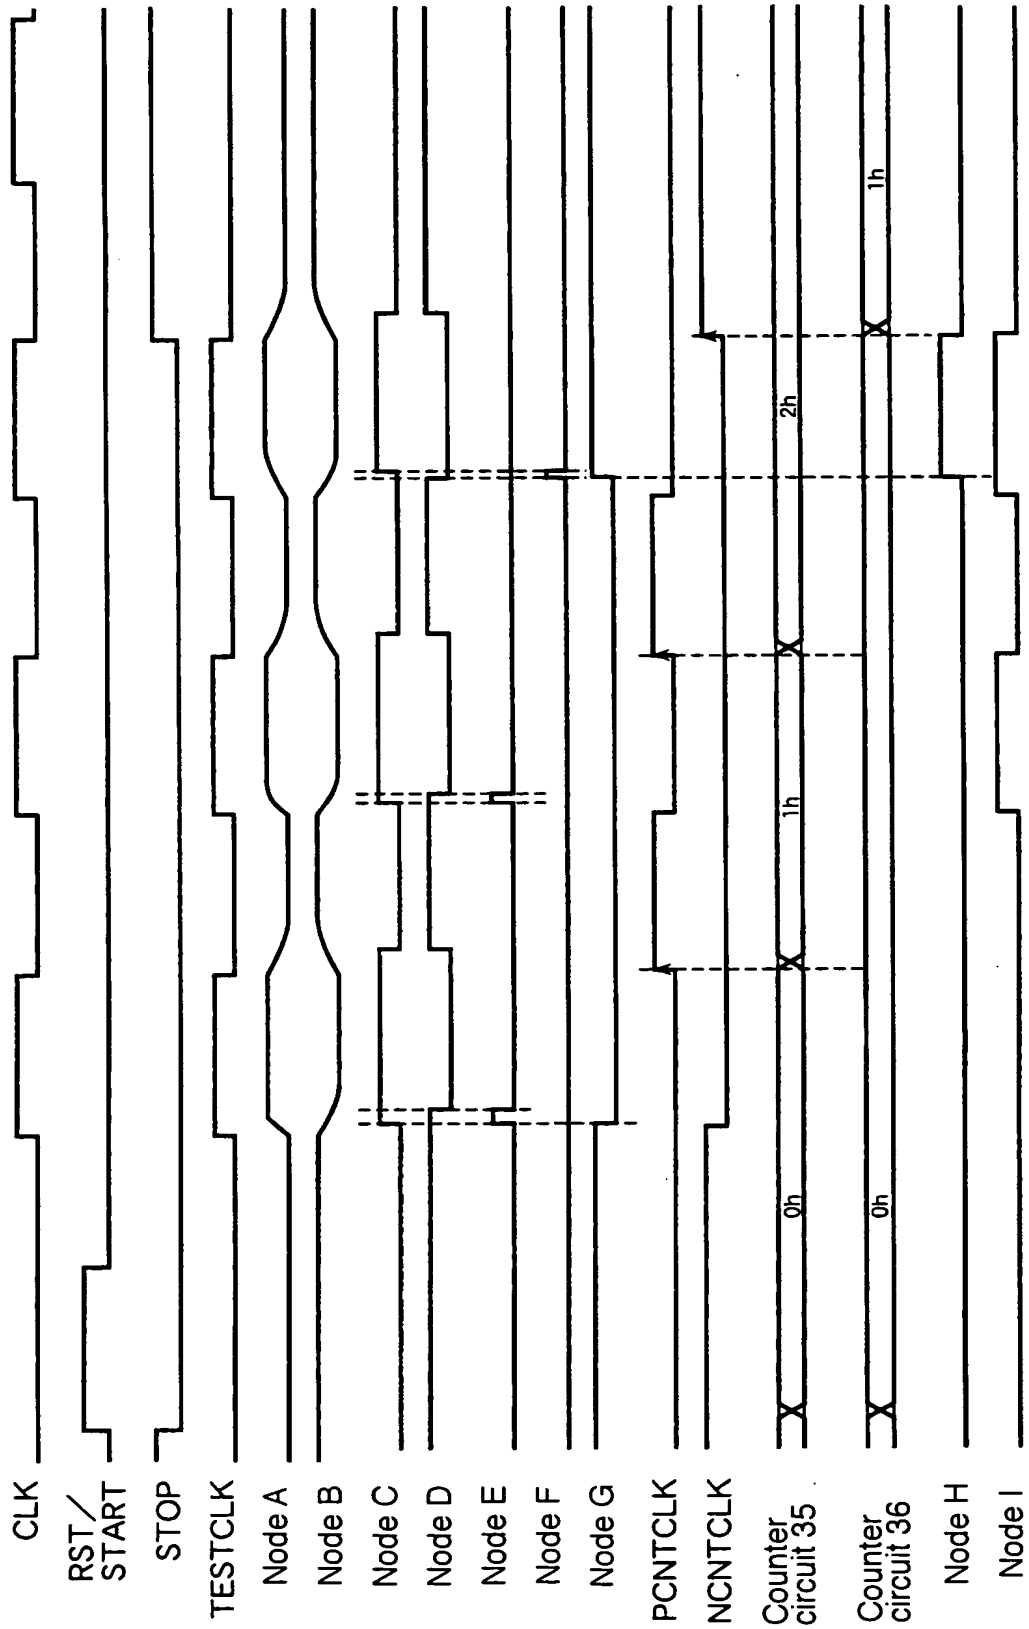 CLK
RST/
START
STOP
TESTCLK
Node A
Node B
Node C
Node D
Node E
Node F
Node G
PCNTCLK
NCNTCLK
Counter
circuit 35
0h
1h
2h
Counter
circuit 36
0h
1h
Node H
Node I